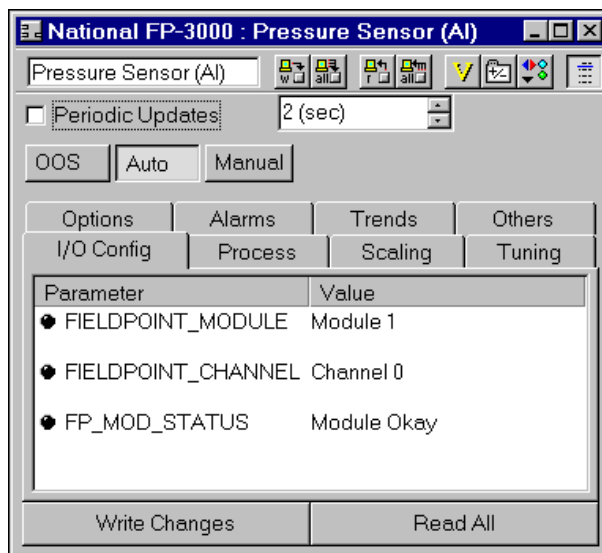 National FP-3000 : Pressure Sensor (AI)
Pressure Sensor (AI) w all r all
Periodic Updates 2 (sec)
OOS Auto Manual
Options Alarms Trends Others
I/O Config Process Scaling Tuning
Parameter Value
FIELDPOINT_MODULE Module 1
FIELDPOINT_CHANNEL Channel 0
FP_MOD_STATUS Module Okay
Write Changes Read All